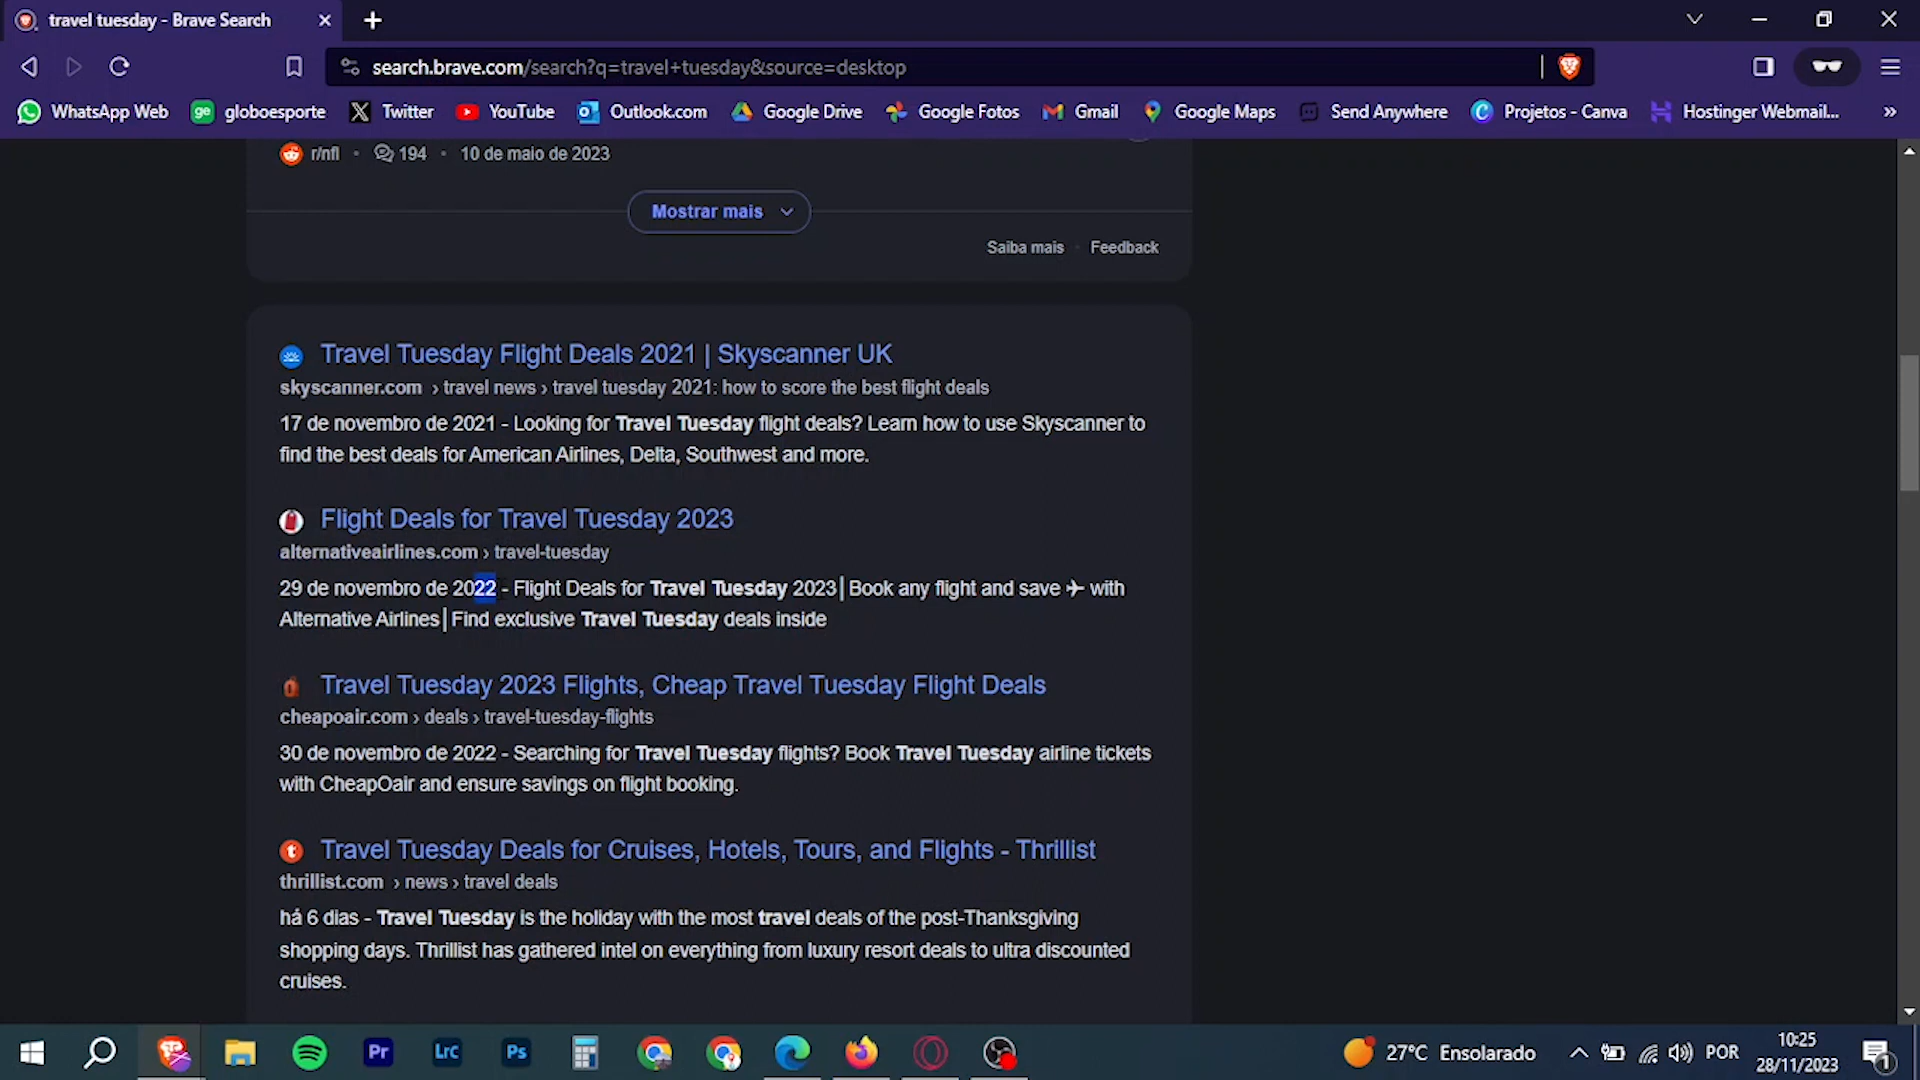 travel tuesday - Brave Search
search.brave.com/search?q=travel+tuesday&source=desktop
WhatsApp Web
ge globoesporte
Twitter
YouTube
Outlook.com
Google Drive
Google Fotos
Gmail
Google Maps
Send Anywhere
Projetos - Canva
Hostinger Webmail...
r/nfl • 194 • 10 de maio de 2023
Mostrar mais
Saiba mais · Feedback
Travel Tuesday Flight Deals 2021 | Skyscanner UK
skyscanner.com › travel news › travel tuesday 2021: how to score the best flight deals
17 de novembro de 2021 - Looking for Travel Tuesday flight deals? Learn how to use Skyscanner to
find the best deals for American Airlines, Delta, Southwest and more.
Flight Deals for Travel Tuesday 2023
alternativeairlines.com › travel-tuesday
29 de novembro de 2022 - Flight Deals for Travel Tuesday 2023┃Book any flight and save ✈ with
Alternative Airlines┃Find exclusive Travel Tuesday deals inside
Travel Tuesday 2023 Flights, Cheap Travel Tuesday Flight Deals
cheapoair.com › deals › travel-tuesday-flights
30 de novembro de 2022 - Searching for Travel Tuesday flights? Book Travel Tuesday airline tickets
with CheapOair and ensure savings on flight booking.
Travel Tuesday Deals for Cruises, Hotels, Tours, and Flights - Thrillist
thrillist.com › news › travel deals
há 6 dias - Travel Tuesday is the holiday with the most travel deals of the post-Thanksgiving
shopping days. Thrillist has gathered intel on everything from luxury resort deals to ultra discounted
cruises.
Pr
Lrc
Ps
27°C Ensolarado
POR
10:25
28/11/2023
1